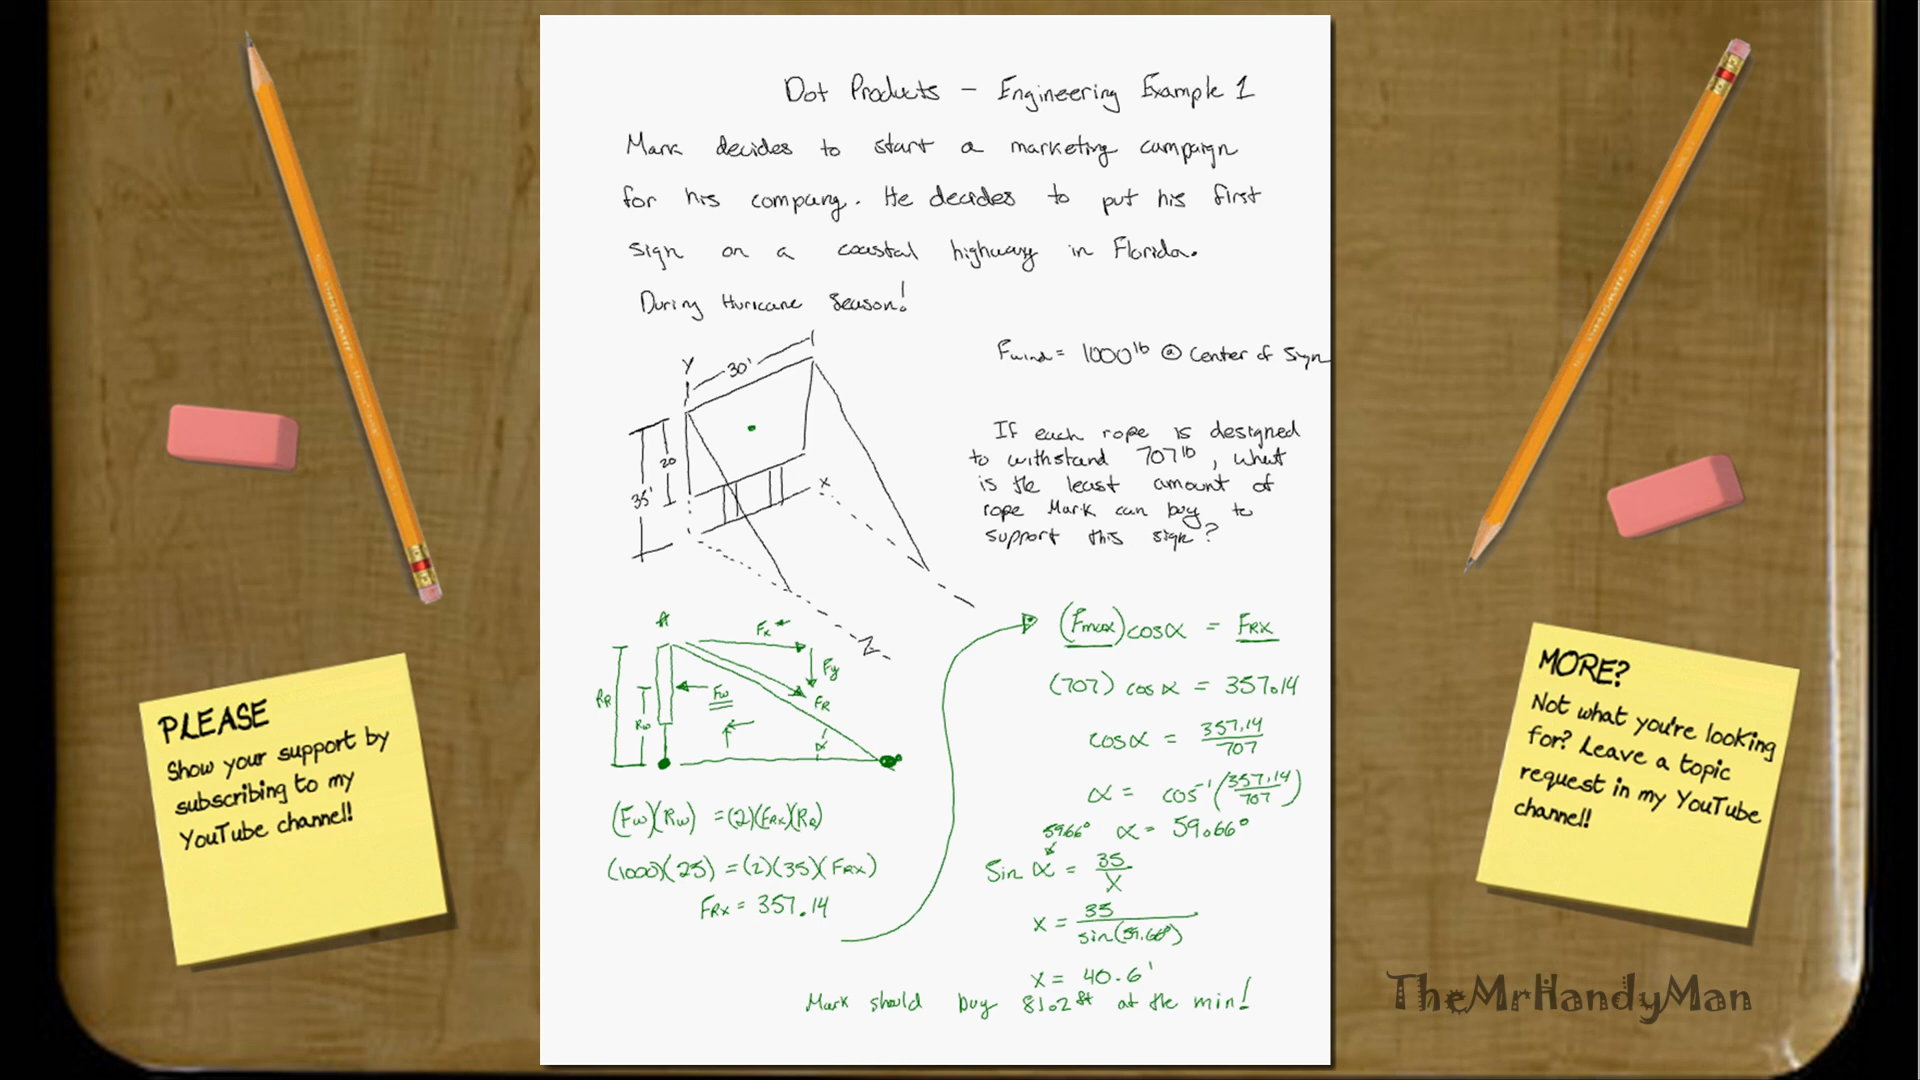 Dot Products - Engineering Example 1
Mark decides to start a marketing campaign
for his company. He decides to put his first
sign on a coastal highway in Florida.
During Hurricane Season!
Fwind = 1000 lb @ Center of Sign
Y
30'
20
35'
X
Z
If each rope is designed
to withstand 707 lb, what
is the least amount of
rope Mark can buy to
support this sign?
A
Fx
Fy
FR
Fw
RR
Rw
α
(Fw)(Rw) = (2)(FRx)(RR)
(1000)(25) = (2)(35)(FRx)
FRx = 357.14
(Fmax) cosα = FRX
(707) cos α = 357.14
cosα = 357.14/707
α = cos⁻¹(357.14/707)
59.66° α = 59.66°
Sin α = 35/X
x = 35/sin(59.66°)
x = 40.6'
Mark should buy 81.2 ft at the min!
PLEASE
Show your support by
subscribing to my
YouTube channel!
MORE?
Not what you're looking
for? Leave a topic
request in my YouTube
channel!
TheMrHandyMan